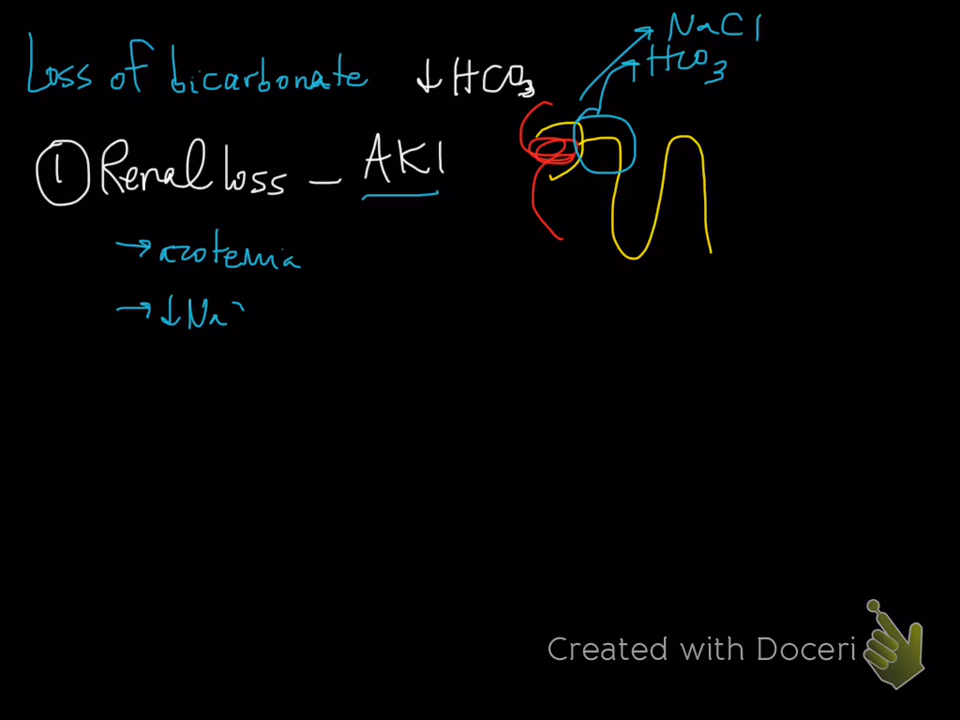 Loss of bicarbonate ↓HCO3
NaCl
HCO3
① Renal loss – AKI
→ azotemia
→ ↓Na
Created with Doceri